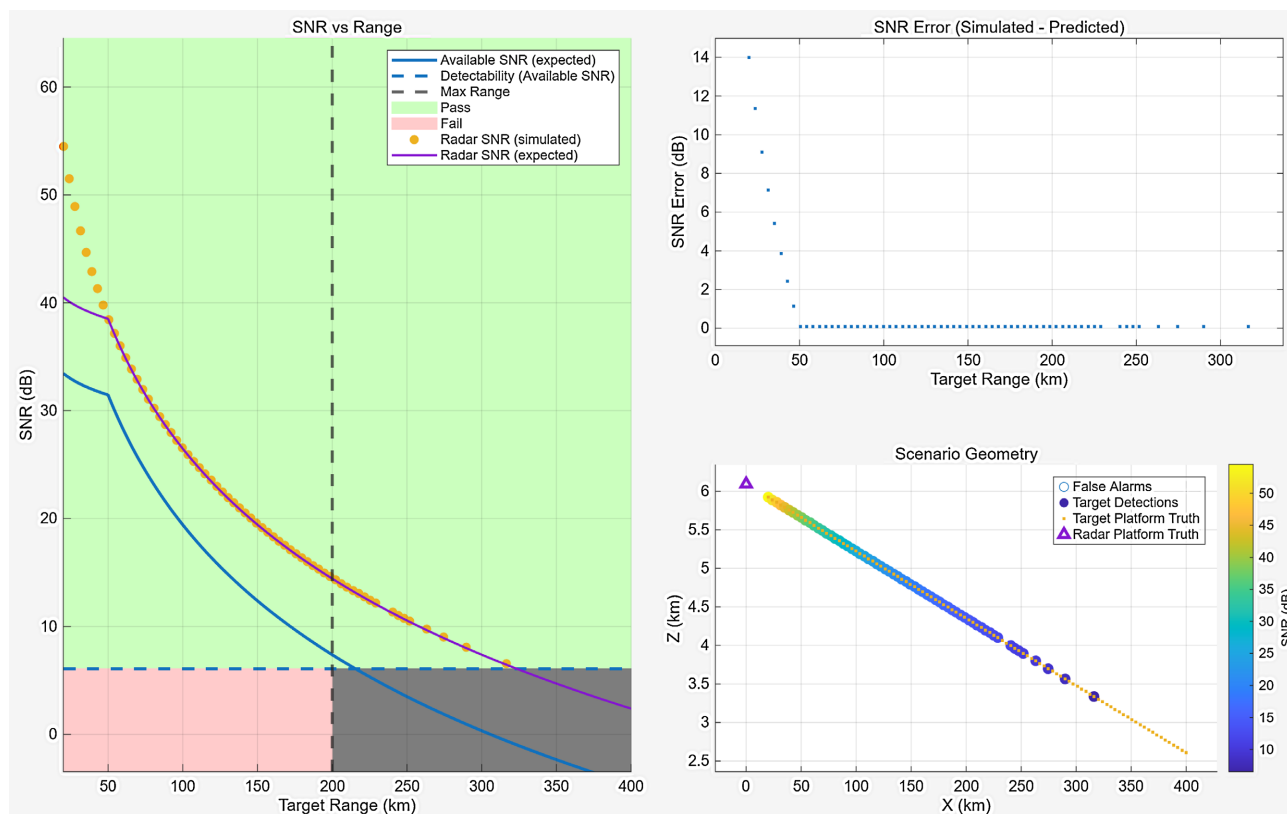 SNR vs Range
60
50
40
30
20
10
0
SNR (dB)
50
100
150
200
250
300
350
400
Target Range (km)
Available SNR (expected)
Detectability (Available SNR)
Max Range
Pass
Fail
Radar SNR (simulated)
Radar SNR (expected)
SNR Error (Simulated - Predicted)
14
12
10
8
6
4
2
0
SNR Error (dB)
0
50
100
150
200
250
300
Target Range (km)
Scenario Geometry
6
5.5
5
4.5
4
3.5
3
2.5
Z (km)
0
50
100
150
200
250
300
350
400
X (km)
False Alarms
Target Detections
Target Platform Truth
Radar Platform Truth
50
45
40
35
30
25
20
15
10
SNR (dB)